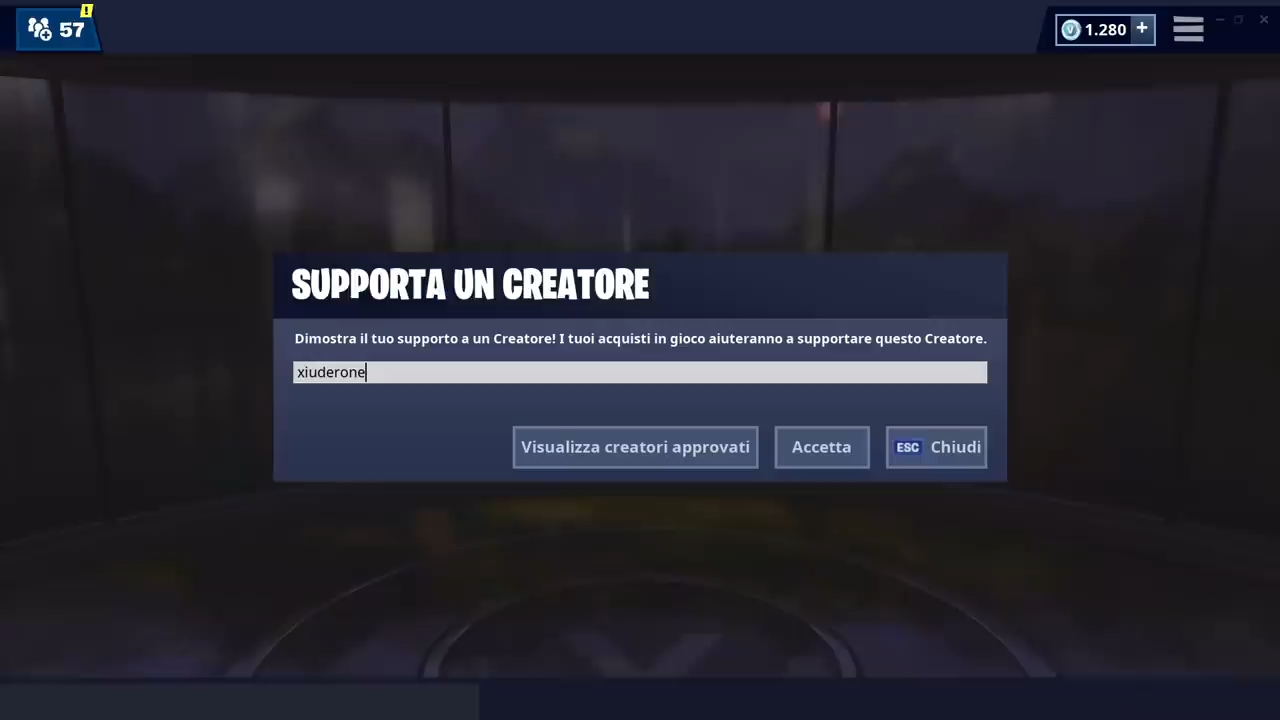 57
!
1.280 +
SUPPORTA UN CREATORE
Dimostra il tuo supporto a un Creatore! I tuoi acquisti in gioco aiuteranno a supportare questo Creatore.
xiuderone
Visualizza creatori approvati
Accetta
ESC Chiudi